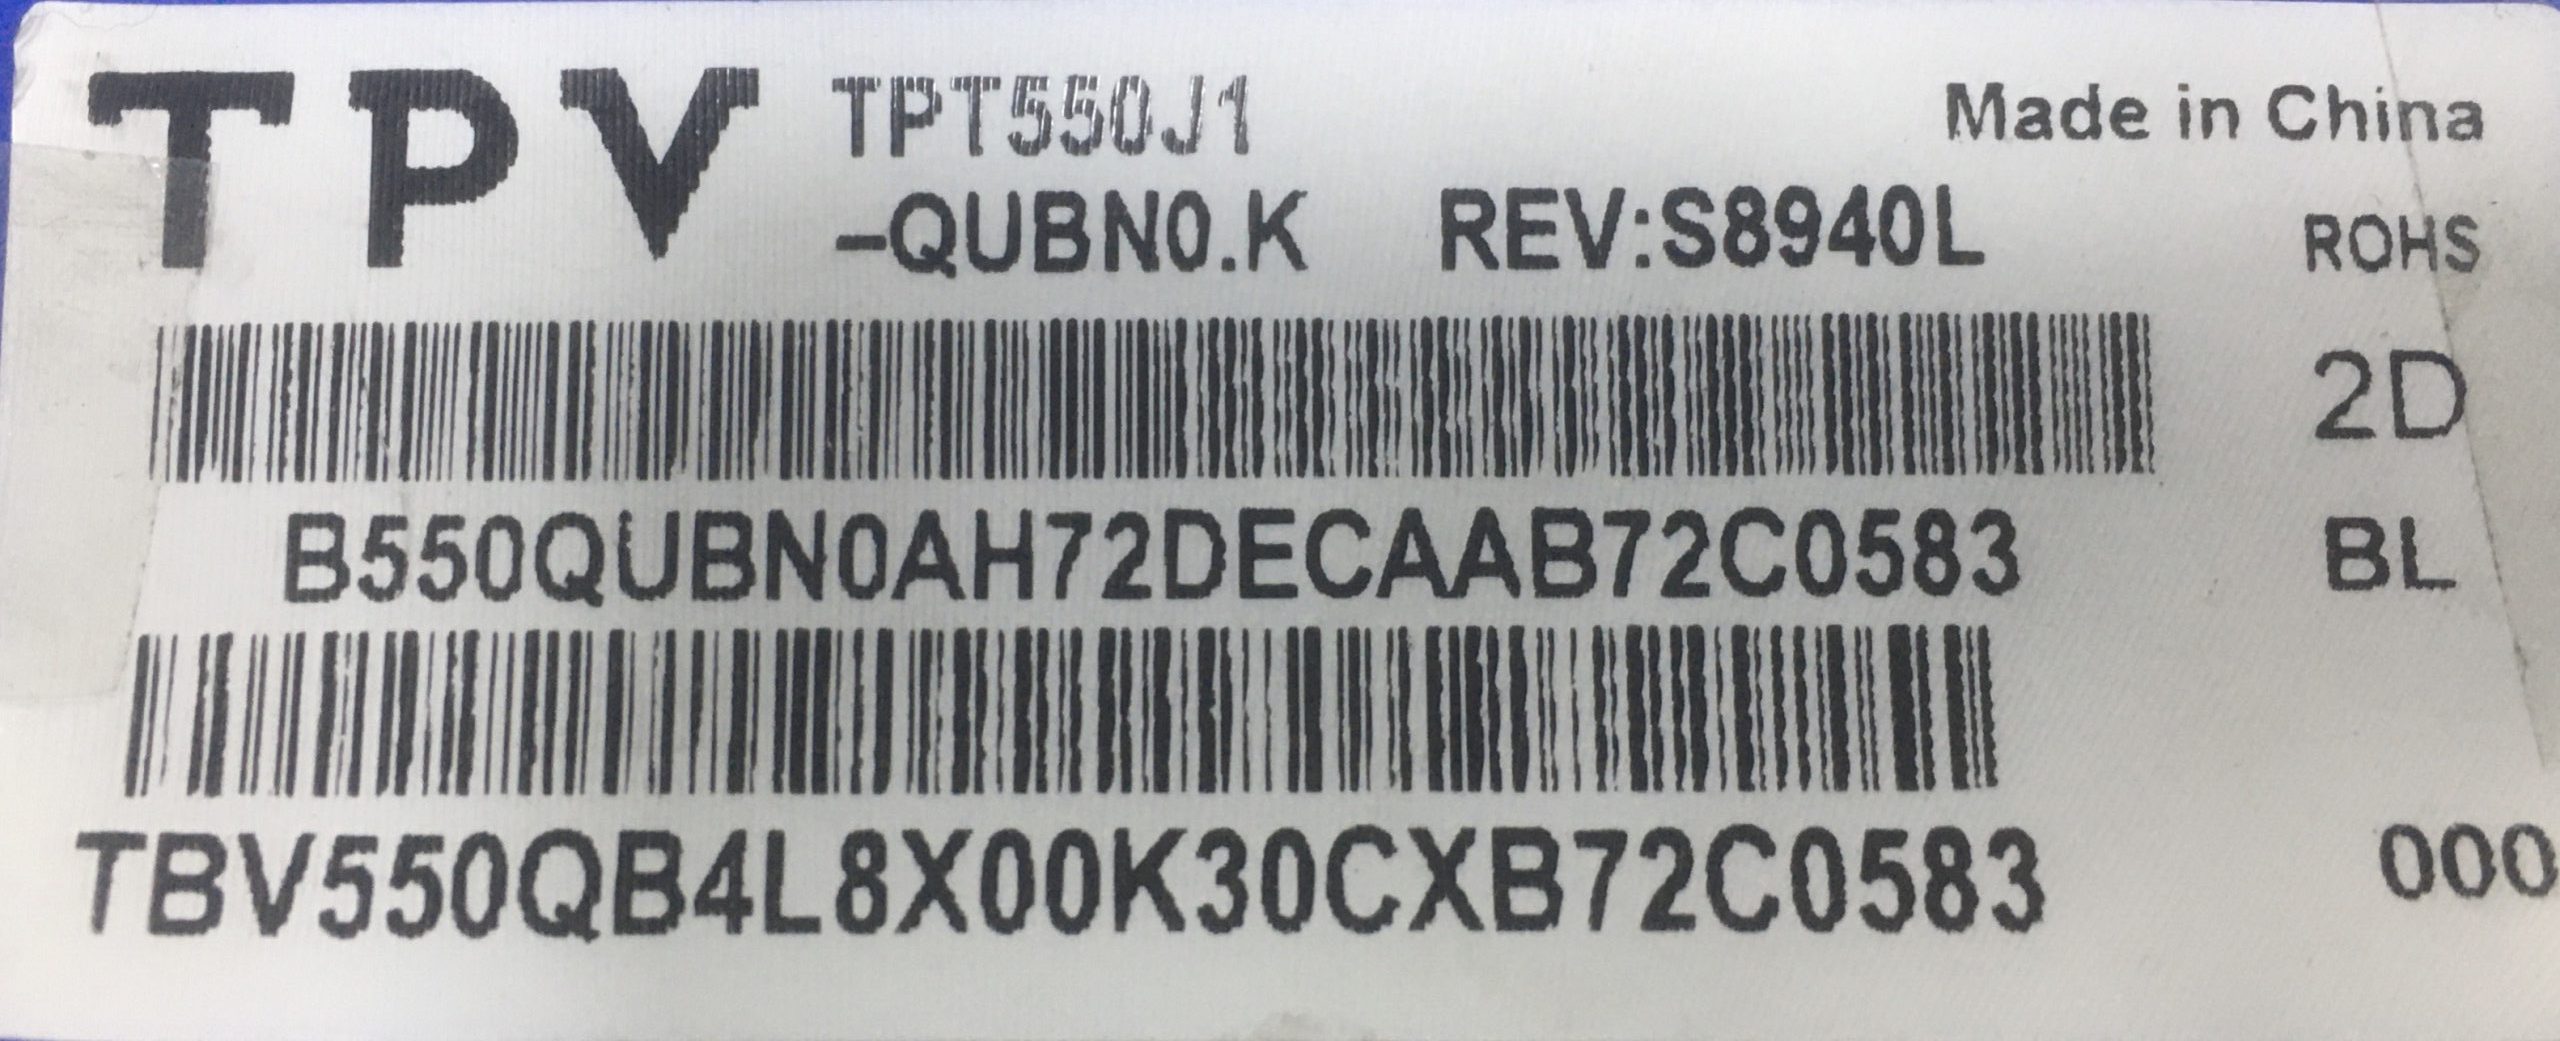 TPV TPT550J1 Made in China
-QUBN0.K REV:S8940L ROHS
2D
B550QUBN0AH72DECAAB72C0583 BL
TBV550QB4L8X00K30CXB72C0583 000